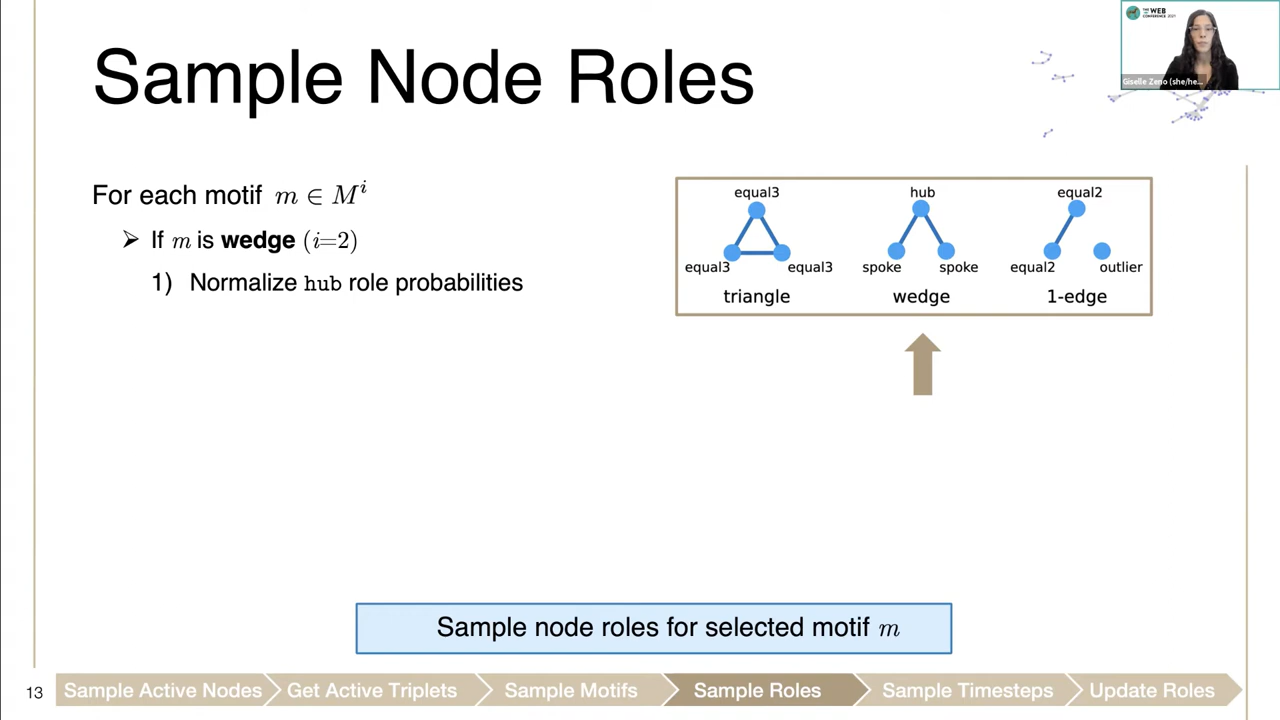 Sample Node Roles
THE WEB
CONFERENCE 2021
Giselle Zeno (she/he...
For each motif m ∈ Mⁱ
➢ If m is wedge (i=2)
1) Normalize hub role probabilities
equal3
equal3 equal3
triangle
hub
spoke spoke
wedge
equal2
equal2 outlier
1-edge
Sample node roles for selected motif m
13
Sample Active Nodes
Get Active Triplets
Sample Motifs
Sample Roles
Sample Timesteps
Update Roles